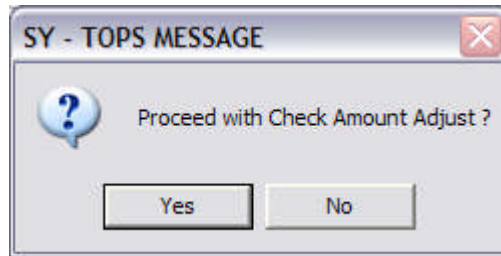 SY - TOPS MESSAGE
Proceed with Check Amount Adjust ?
Yes
No